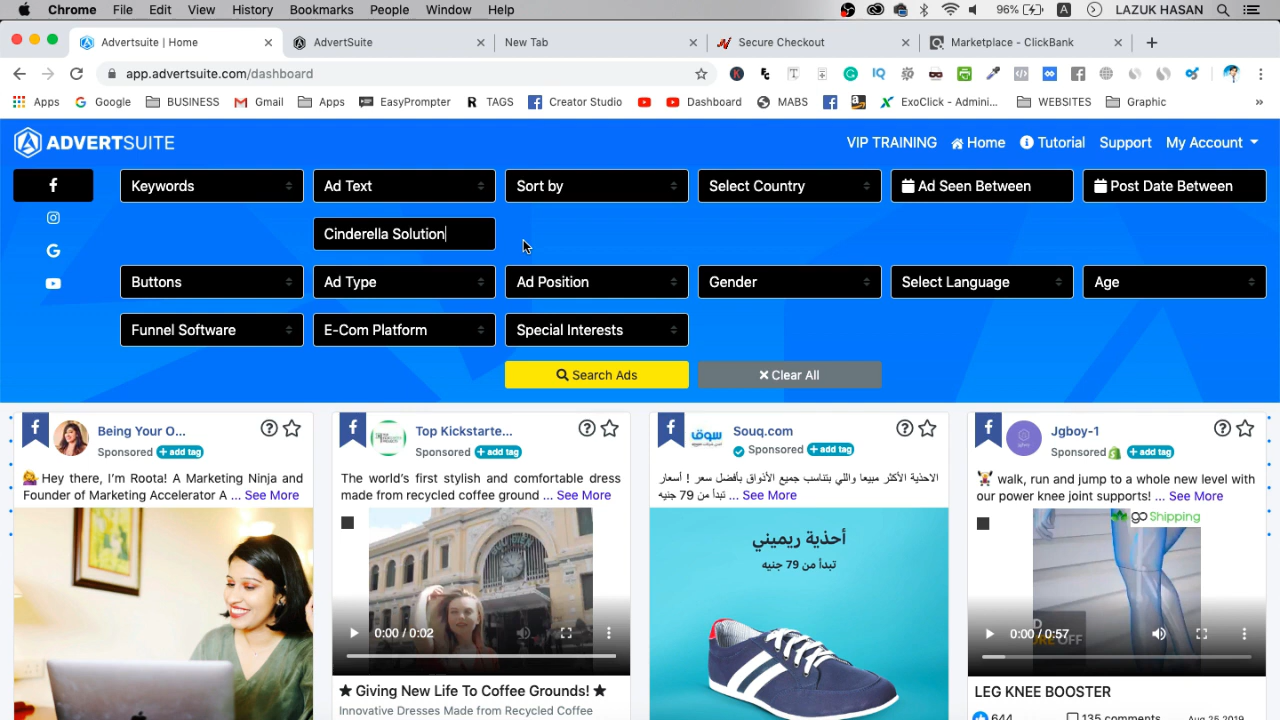 Chrome File Edit View History Bookmarks People Window Help 96% A LAZUK HASAN
Advertsuite | Home AdvertSuite New Tab Secure Checkout Marketplace - ClickBank
app.advertsuite.com/dashboard
Apps Google BUSINESS Gmail Apps EasyPrompter TAGS Creator Studio Dashboard MABS ExoClick - Admini... WEBSITES Graphic »
ADVERTSUITE VIP TRAINING Home Tutorial Support My Account
Keywords Ad Text Sort by Select Country Ad Seen Between Post Date Between
Cinderella Solution
Buttons Ad Type Ad Position Gender Select Language Age
Funnel Software E-Com Platform Special Interests
Search Ads Clear All
Being Your O...
Sponsored + add tag
Hey there, I'm Roota! A Marketing Ninja and
Founder of Marketing Accelerator A ... See More
Top Kickstarte...
Sponsored + add tag
The world's first stylish and comfortable dress
made from recycled coffee ground ... See More
0:00 / 0:02
★ Giving New Life To Coffee Grounds! ★
Innovative Dresses Made from Recycled Coffee
سوق
Souq.com
Sponsored + add tag
الاحذية الأكثر مبيعا واللي بتناسب جميع الأذواق بأفضل سعر ! أسعار
تبدأ من 79 جنيه ... See More
أحذية ريميني
تبدأ من 79 جنيه
Jgboy-1
Sponsored + add tag
walk, run and jump to a whole new level with
our power knee joint supports! ... See More
go Shipping
OFF
0:00 / 0:57
LEG KNEE BOOSTER
644 135 comments Aug 25 2019